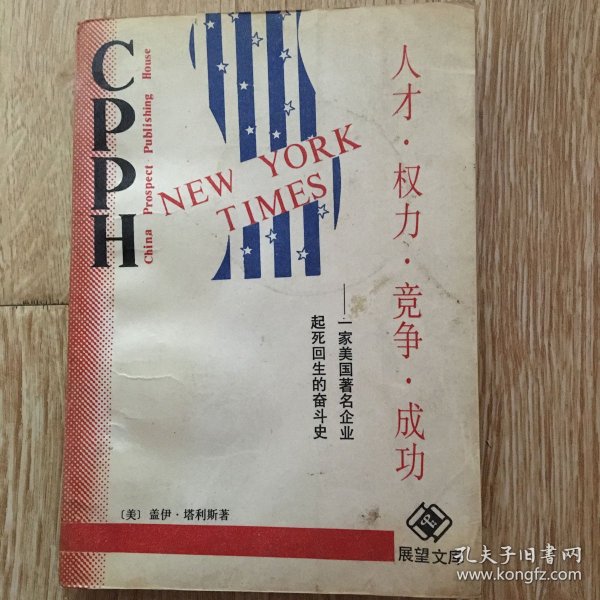 CPPH
China Prospect Publishing House
NEW YORK
TIMES
人才·权力·竞争·成功
——一家美国著名企业
起死回生的奋斗史
〔美〕盖伊·塔利斯著
展望文库
孔夫子旧书网
www.kongfz.com